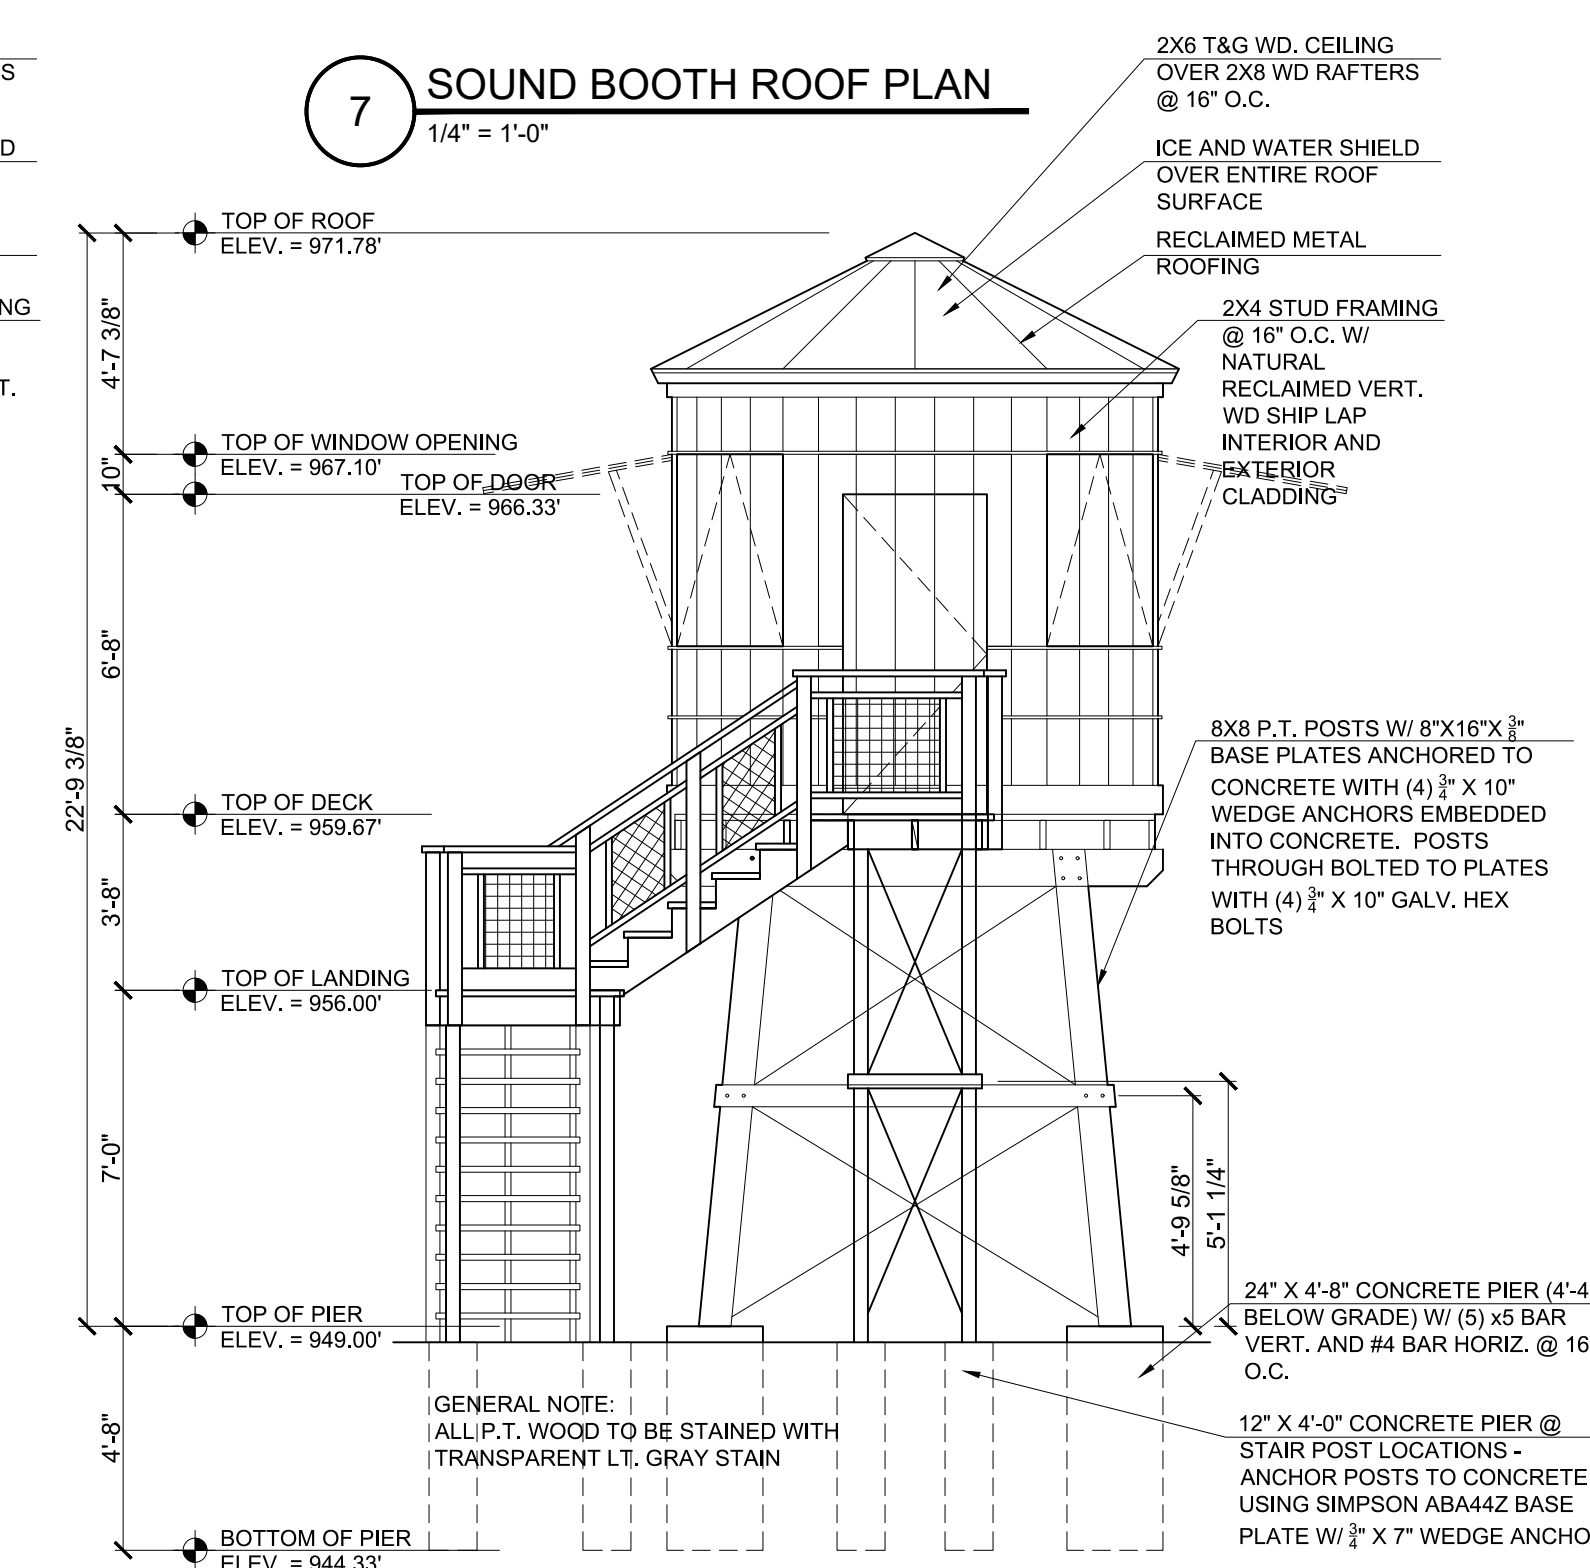 S
D
NG
T.
7
SOUND BOOTH ROOF PLAN
1/4" = 1'-0"
2X6 T&G WD. CEILING
OVER 2X8 WD RAFTERS
@ 16" O.C.
ICE AND WATER SHIELD
OVER ENTIRE ROOF
SURFACE
RECLAIMED METAL
ROOFING
2X4 STUD FRAMING
@ 16" O.C. W/
NATURAL
RECLAIMED VERT.
WD SHIP LAP
INTERIOR AND
EXTERIOR
CLADDING
TOP OF ROOF
ELEV. = 971.78'
4'-7 3/8"
TOP OF WINDOW OPENING
ELEV. = 967.10'
10"
TOP OF DOOR
ELEV. = 966.33'
6'-8"
22'-9 3/8"
TOP OF DECK
ELEV. = 959.67'
3'-8"
TOP OF LANDING
ELEV. = 956.00'
7'-0"
TOP OF PIER
ELEV. = 949.00'
4'-8"
BOTTOM OF PIER
ELEV. = 944.33'
8X8 P.T. POSTS W/ 8"X16"X 3/8"
BASE PLATES ANCHORED TO
CONCRETE WITH (4) 3/4" X 10"
WEDGE ANCHORS EMBEDDED
INTO CONCRETE. POSTS
THROUGH BOLTED TO PLATES
WITH (4) 3/4" X 10" GALV. HEX
BOLTS
4'-9 5/8"
5'-1 1/4"
24" X 4'-8" CONCRETE PIER (4'-4
BELOW GRADE) W/ (5) x5 BAR
VERT. AND #4 BAR HORIZ. @ 16
O.C.
12" X 4'-0" CONCRETE PIER @
STAIR POST LOCATIONS -
ANCHOR POSTS TO CONCRETE
USING SIMPSON ABA44Z BASE
PLATE W/ 3/4" X 7" WEDGE ANCHO
GENERAL NOTE:
ALL P.T. WOOD TO BE STAINED WITH
TRANSPARENT LT. GRAY STAIN